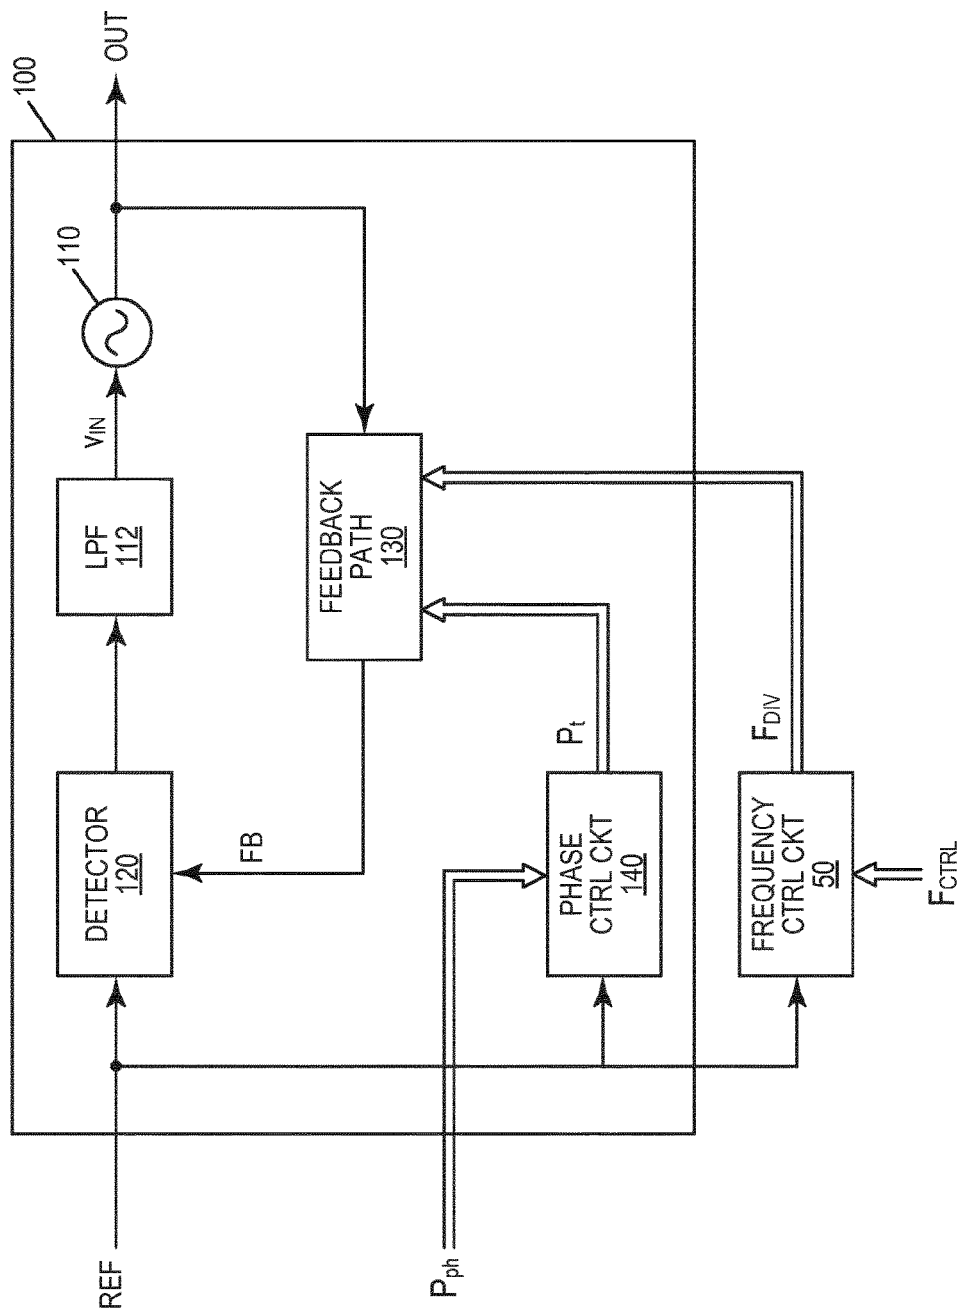 100
REF
OUT
DETECTOR
120
LPF
112
VIN
110
FB
FEEDBACK
PATH
130
Pph
PHASE
CTRL CKT
140
Pt
FREQUENCY
CTRL CKT
50
FDIV
FCTRL